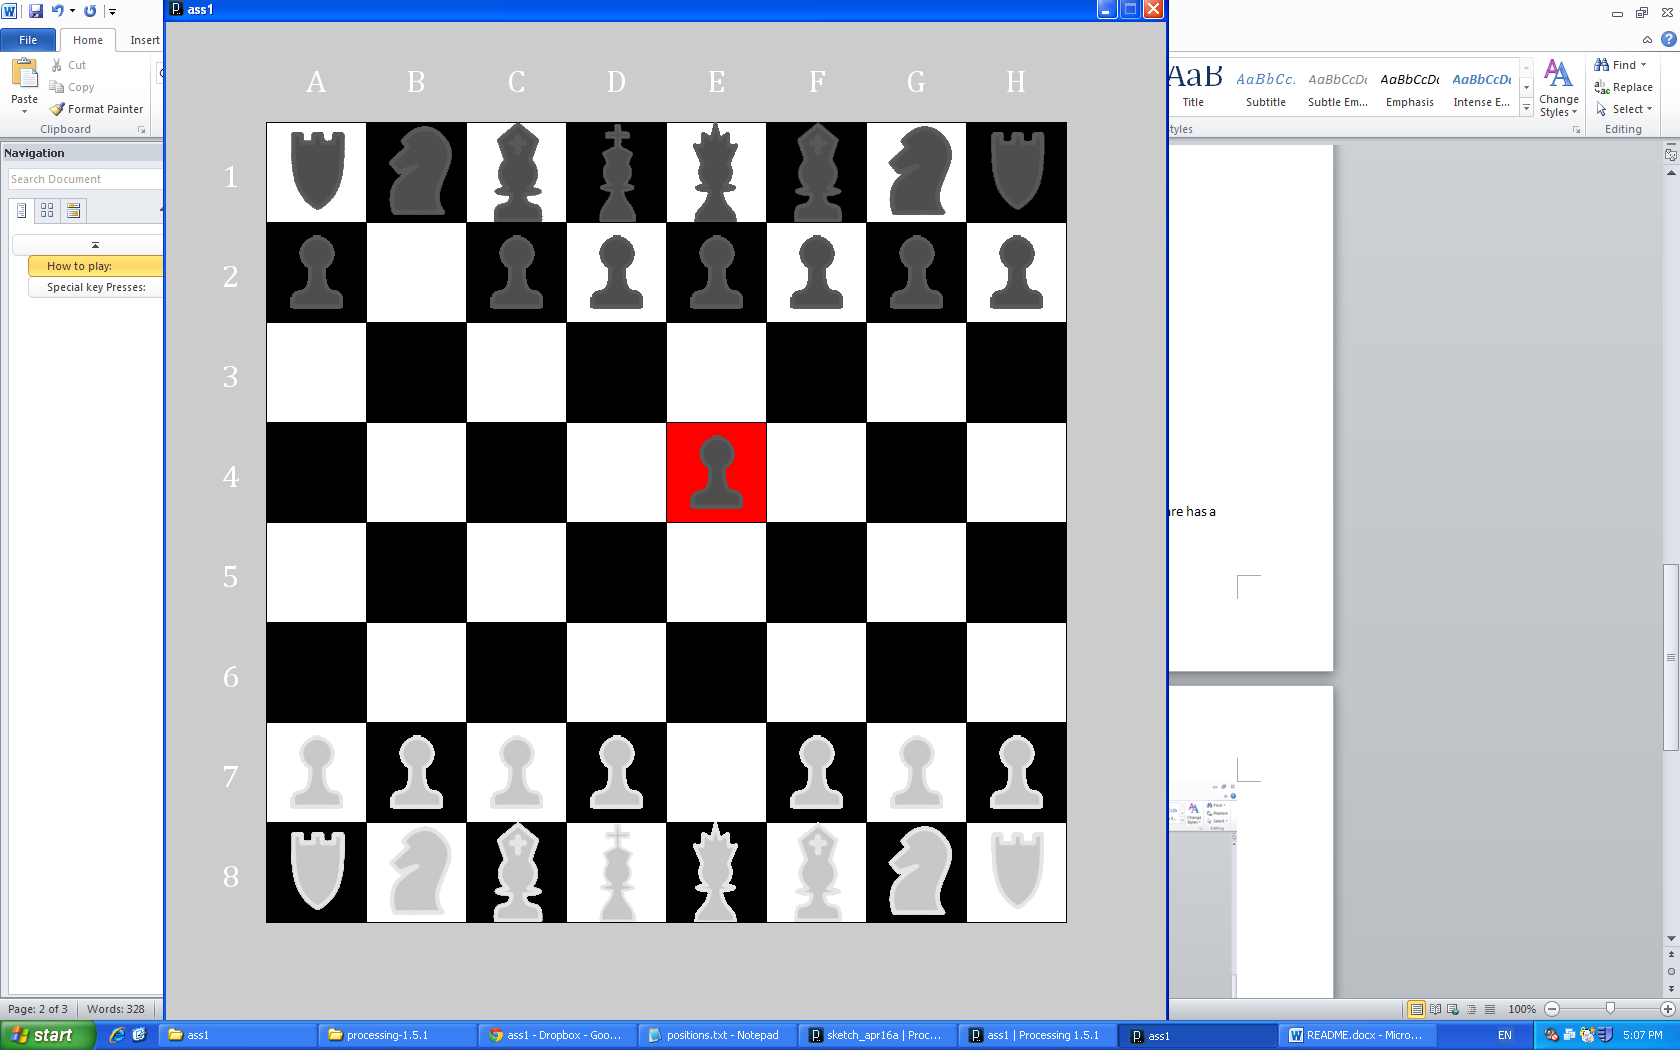 ass1
File Home Insert
Paste
Cut
Copy
Format Painter
Clipboard
AaB AaBbCc. AaBbCcDc AaBbCcDc AaBbCcDc
Title Subtitle Subtle Em... Emphasis Intense E...
Change
Styles
Find
Replace
Select
tyles
Editing
Navigation
Search Document
How to play:
Special key Presses:
A B C D E F G H
1
2
3
4
5
6
7
8
are has a
Page: 2 of 3 Words: 328
100%
start
ass1
processing-1.5.1
ass1 - Dropbox - Goo...
positions.txt - Notepad
sketch_apr16a | Proc...
ass1 | Processing 1.5.1
ass1
README.docx - Micro...
EN
5:07 PM